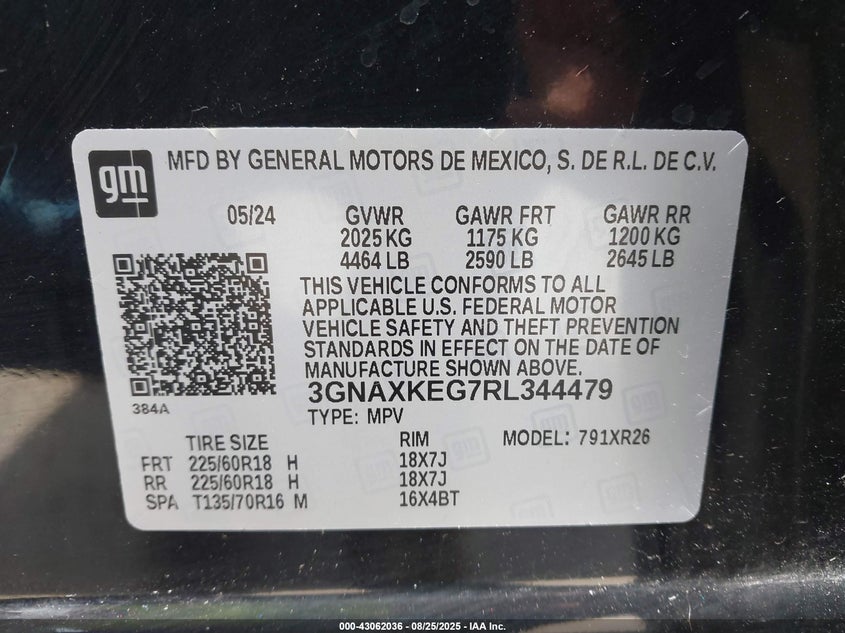 gm
MFD BY GENERAL MOTORS DE MEXICO, S. DE R.L. DE C.V.
05/24 GVWR GAWR FRT GAWR RR
2025 KG 1175 KG 1200 KG
4464 LB 2590 LB 2645 LB
THIS VEHICLE CONFORMS TO ALL
APPLICABLE U.S. FEDERAL MOTOR
VEHICLE SAFETY AND THEFT PREVENTION
STANDARDS IN EFFECT ON THE DATE OF
MANUFACTURE SHOWN ABOVE.
3GNAXKEG7RL344479
384A
TYPE: MPV
TIRE SIZE RIM MODEL: 791XR26
FRT 225/60R18 H 18X7J
RR 225/60R18 H 18X7J
SPA T135/70R16 M 16X4BT
000-43062036 - 08/25/2025 - IAA Inc.